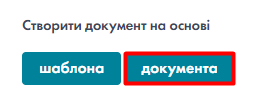 Створити документ на основі
шаблона документа